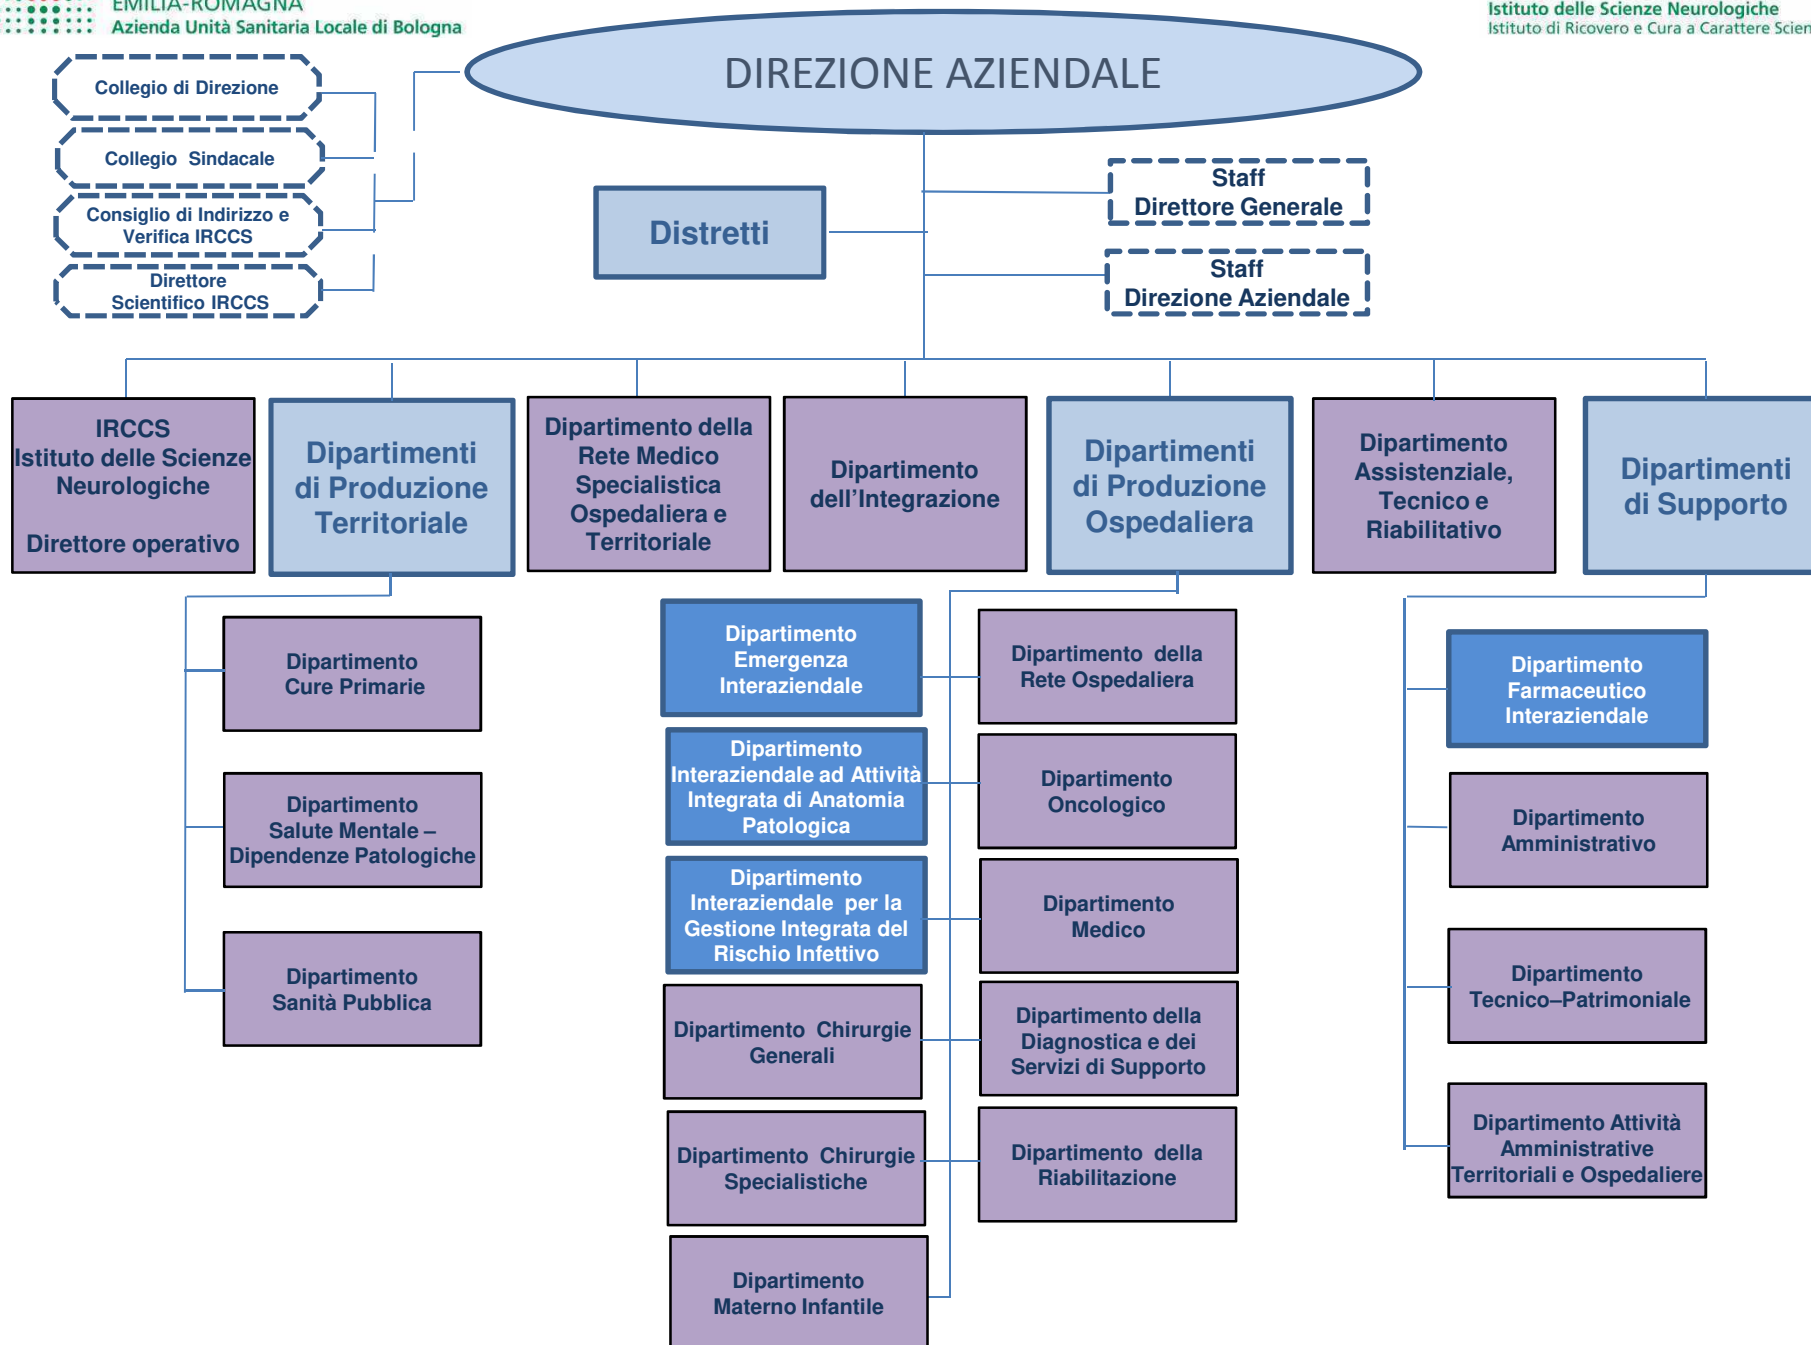 EMILIA-ROMAGNA
Azienda Unità Sanitaria Locale di Bologna
Istituto delle Scienze Neurologiche
Istituto di Ricovero e Cura a Carattere
DIREZIONE AZIENDALE
Collegio di Direzione
Collegio Sindacale
Consiglio di Indirizzo e
Verifica IRCCS
Direttore
Scientifico IRCCS
Distretti
Staff
Direttore Generale
Staff
Direzione Aziendale
IRCCS
Istituto delle Scienze
Neurologiche
Direttore operativo
Dipartimenti
di Produzione
Territoriale
Dipartimento della
Rete Medico
Specialistica
Ospedaliera e
Territoriale
Dipartimento
dell’Integrazione
Dipartimenti
di Produzione
Ospedaliera
Dipartimento
Assistenziale,
Tecnico e
Riabilitativo
Dipartimenti
di Supporto
Dipartimento
Cure Primarie
Dipartimento
Salute Mentale –
Dipendenze Patologiche
Dipartimento
Sanità Pubblica
Dipartimento
Emergenza
Interaziendale
Dipartimento
Interaziendale ad Attività
Integrata di Anatomia
Patologica
Dipartimento
Interaziendale per la
Gestione Integrata del
Rischio Infettivo
Dipartimento Chirurgie
Generali
Dipartimento Chirurgie
Specialistiche
Dipartimento
Materno Infantile
Dipartimento della
Rete Ospedaliera
Dipartimento
Oncologico
Dipartimento
Medico
Dipartimento della
Diagnostica e dei
Servizi di Supporto
Dipartimento della
Riabilitazione
Dipartimento
Farmaceutico
Interaziendale
Dipartimento
Amministrativo
Dipartimento
Tecnico–Patrimoniale
Dipartimento Attività
Amministrative
Territoriali e Ospedaliere